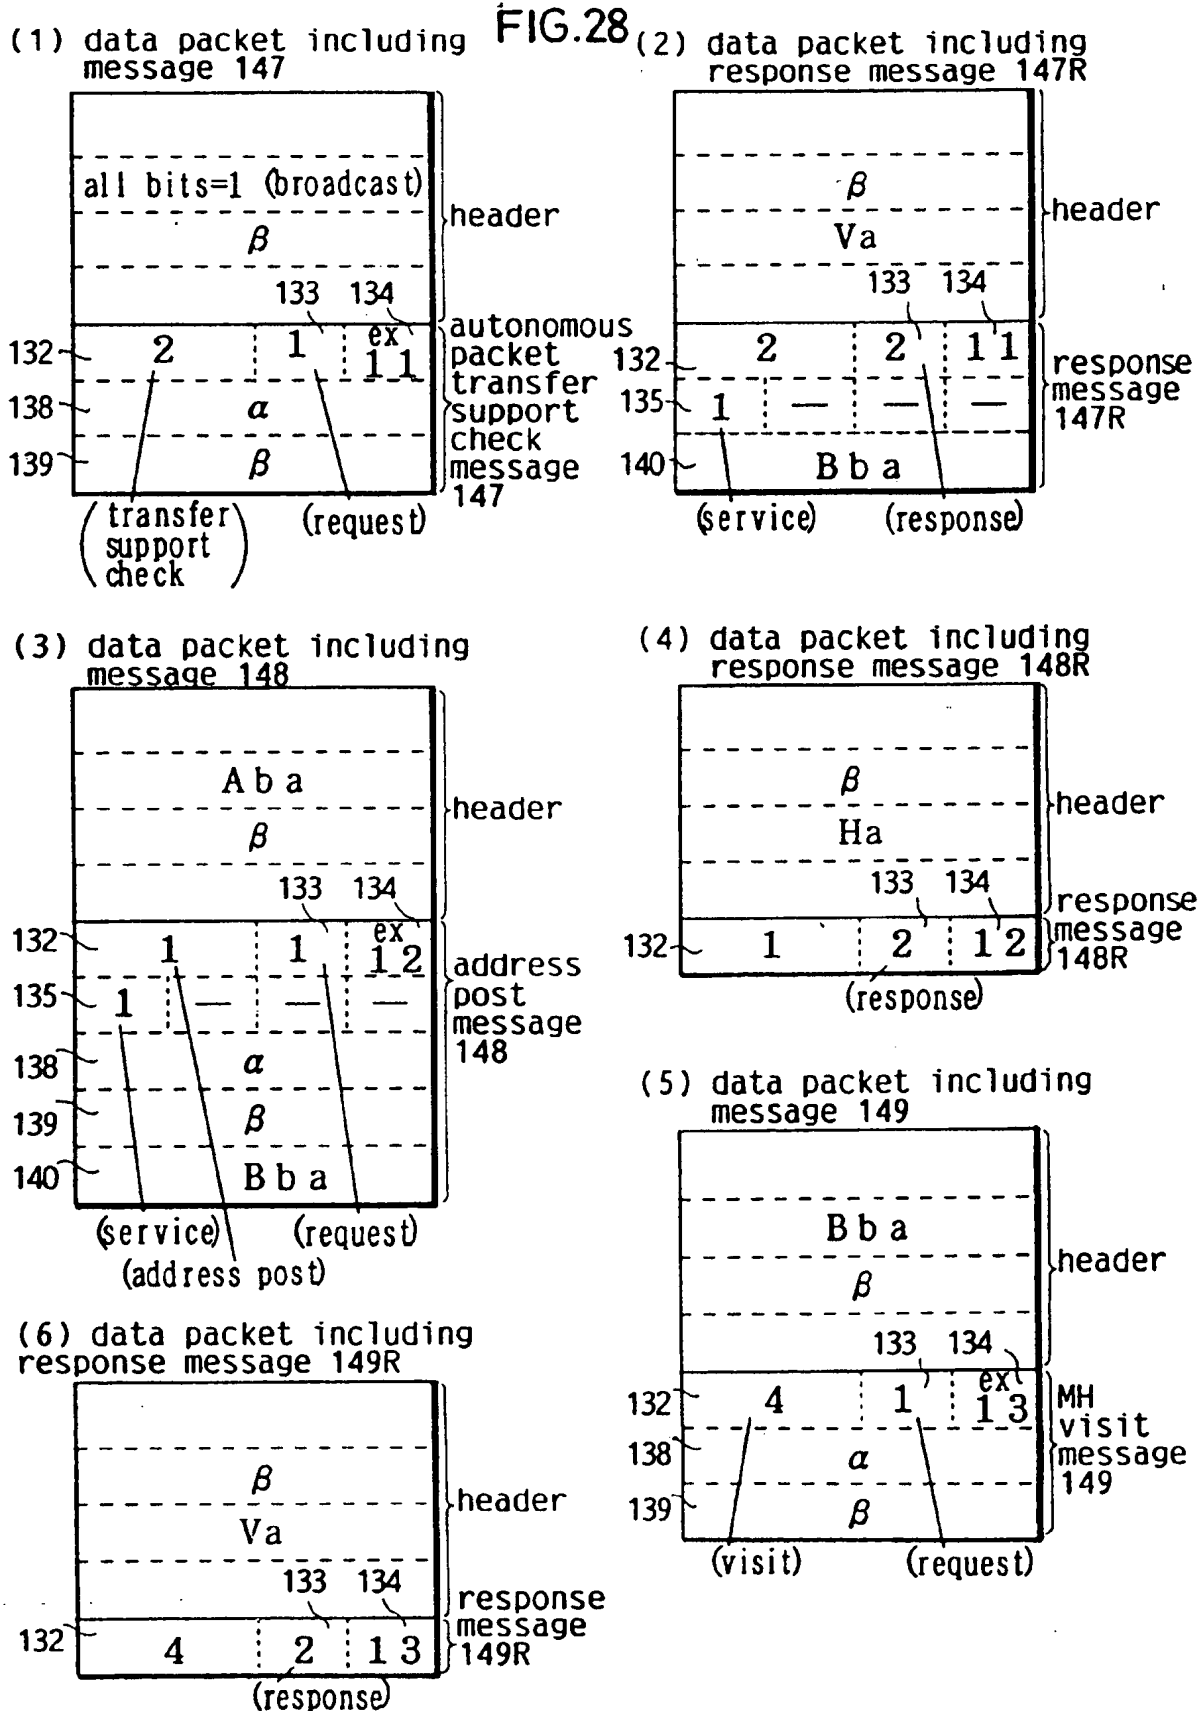 FIG.28
(1) data packet including
message 147
all bits=1 (broadcast)
β
header
133 134
132 2 1 ex 11
138 α
139 β
autonomous
packet
transfer
support
check
message
147
(transfer
support
check)
(request)
(2) data packet including
response message 147R
β
Va
header
133 134
132 2 2 11
135 1 — — —
140 Bba
response
message
147R
(service) (response)
(3) data packet including
message 148
Aba
β
header
133 134
132 1 1 ex 12
135 1 — — —
138 α
139 β
140 Bba
address
post
message
148
(service) (request)
(address post)
(4) data packet including
response message 148R
β
Ha
header
133 134
132 1 2 12
response
message
148R
(response)
(5) data packet including
message 149
Bba
β
header
133 134
132 4 1 ex 13
138 α
139 β
MH
visit
message
149
(visit) (request)
(6) data packet including
response message 149R
β
Va
header
133 134
132 4 2 13
response
message
149R
(response)